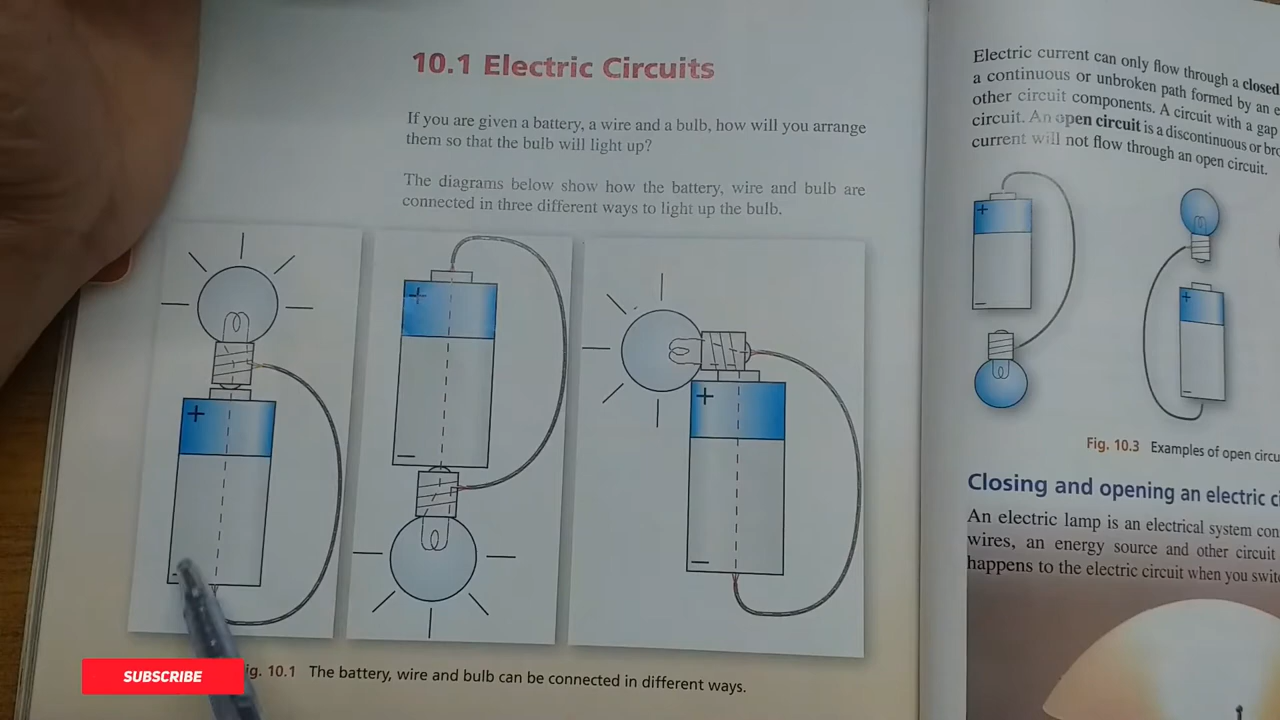 10.1 Electric Circuits
If you are given a battery, a wire and a bulb, how will you arrange
them so that the bulb will light up?
The diagrams below show how the battery, wire and bulb are
connected in three different ways to light up the bulb.
+
+
−
+
−
ig. 10.1 The battery, wire and bulb can be connected in different ways.
SUBSCRIBE
Electric current can only flow through a closed
a continuous or unbroken path formed by an e
other circuit components. A circuit with a gap
circuit. An open circuit is a discontinuous or bro
current will not flow through an open circuit.
+
−
+
−
Fig. 10.3 Examples of open circu
Closing and opening an electric ci
An electric lamp is an electrical system con
wires, an energy source and other circuit
happens to the electric circuit when you switc